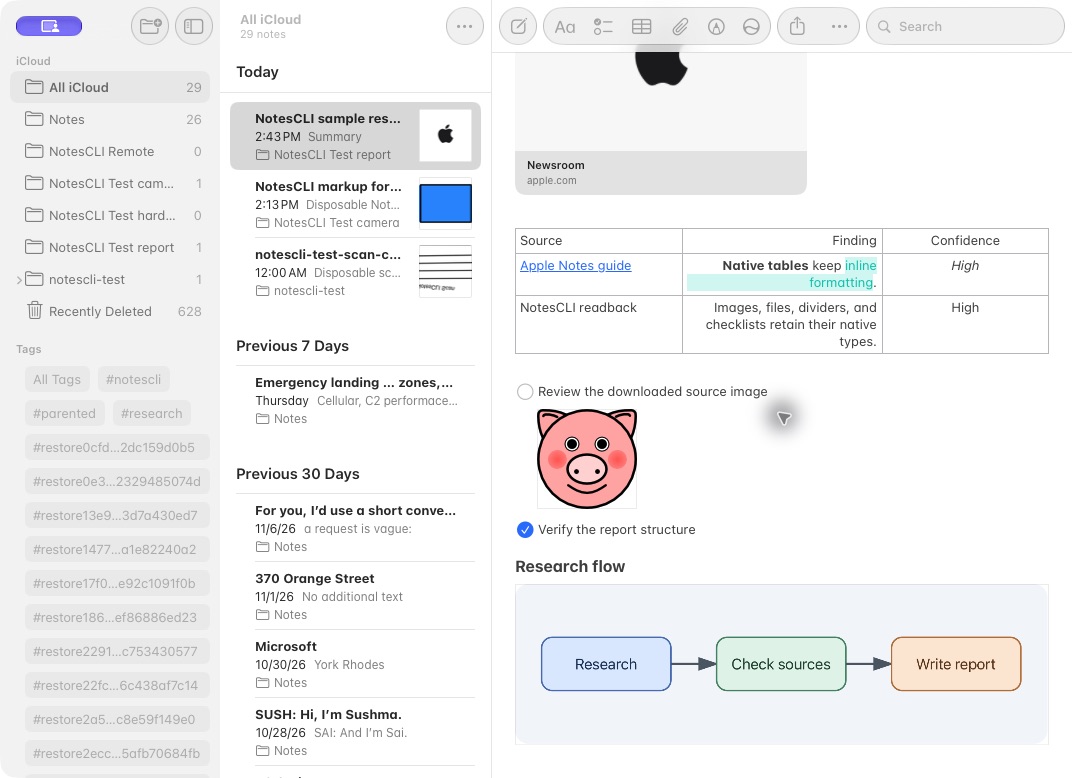 iCloud
All iCloud 29
Notes 26
NotesCLI Remote 0
NotesCLI Test cam... 1
NotesCLI Test hard... 0
NotesCLI Test report 1
notescli-test 1
Recently Deleted 628
Tags
All Tags #notescli
#parented #research
#restore0cfd...2dc159d0b5
#restore0e3...2329485074d
#restore13e9...3d7a430ed7
#restore1477...a1e82240a2
#restore17f0...e92c1091f0b
#restore186...ef86886ed23
#restore2291...c753430577
#restore22fc...6c438af7c14
#restore2a5...c8e59f149e0
#restore2ecc...5afb70684fb
All iCloud
29 notes
Today
NotesCLI sample res...
2:43 PM Summary
NotesCLI Test report
NotesCLI markup for...
2:13 PM Disposable Not...
NotesCLI Test camera
notescli-test-scan-c...
12:00 AM Disposable sc...
notescli-test
Previous 7 Days
Emergency landing ... zones,...
Thursday Cellular, C2 performace...
Notes
Previous 30 Days
For you, I’d use a short conve...
11/6/26 a request is vague:
Notes
370 Orange Street
11/1/26 No additional text
Notes
Microsoft
10/30/26 York Rhodes
Notes
SUSH: Hi, I’m Sushma.
10/28/26 SAI: And I’m Sai.
Notes
Aa
Search
Newsroom
apple.com
Source Finding Confidence
Apple Notes guide Native tables keep inline High
formatting.
NotesCLI readback Images, files, dividers, and High
checklists retain their native
types.
Review the downloaded source image
Verify the report structure
Research flow
Research Check sources Write report